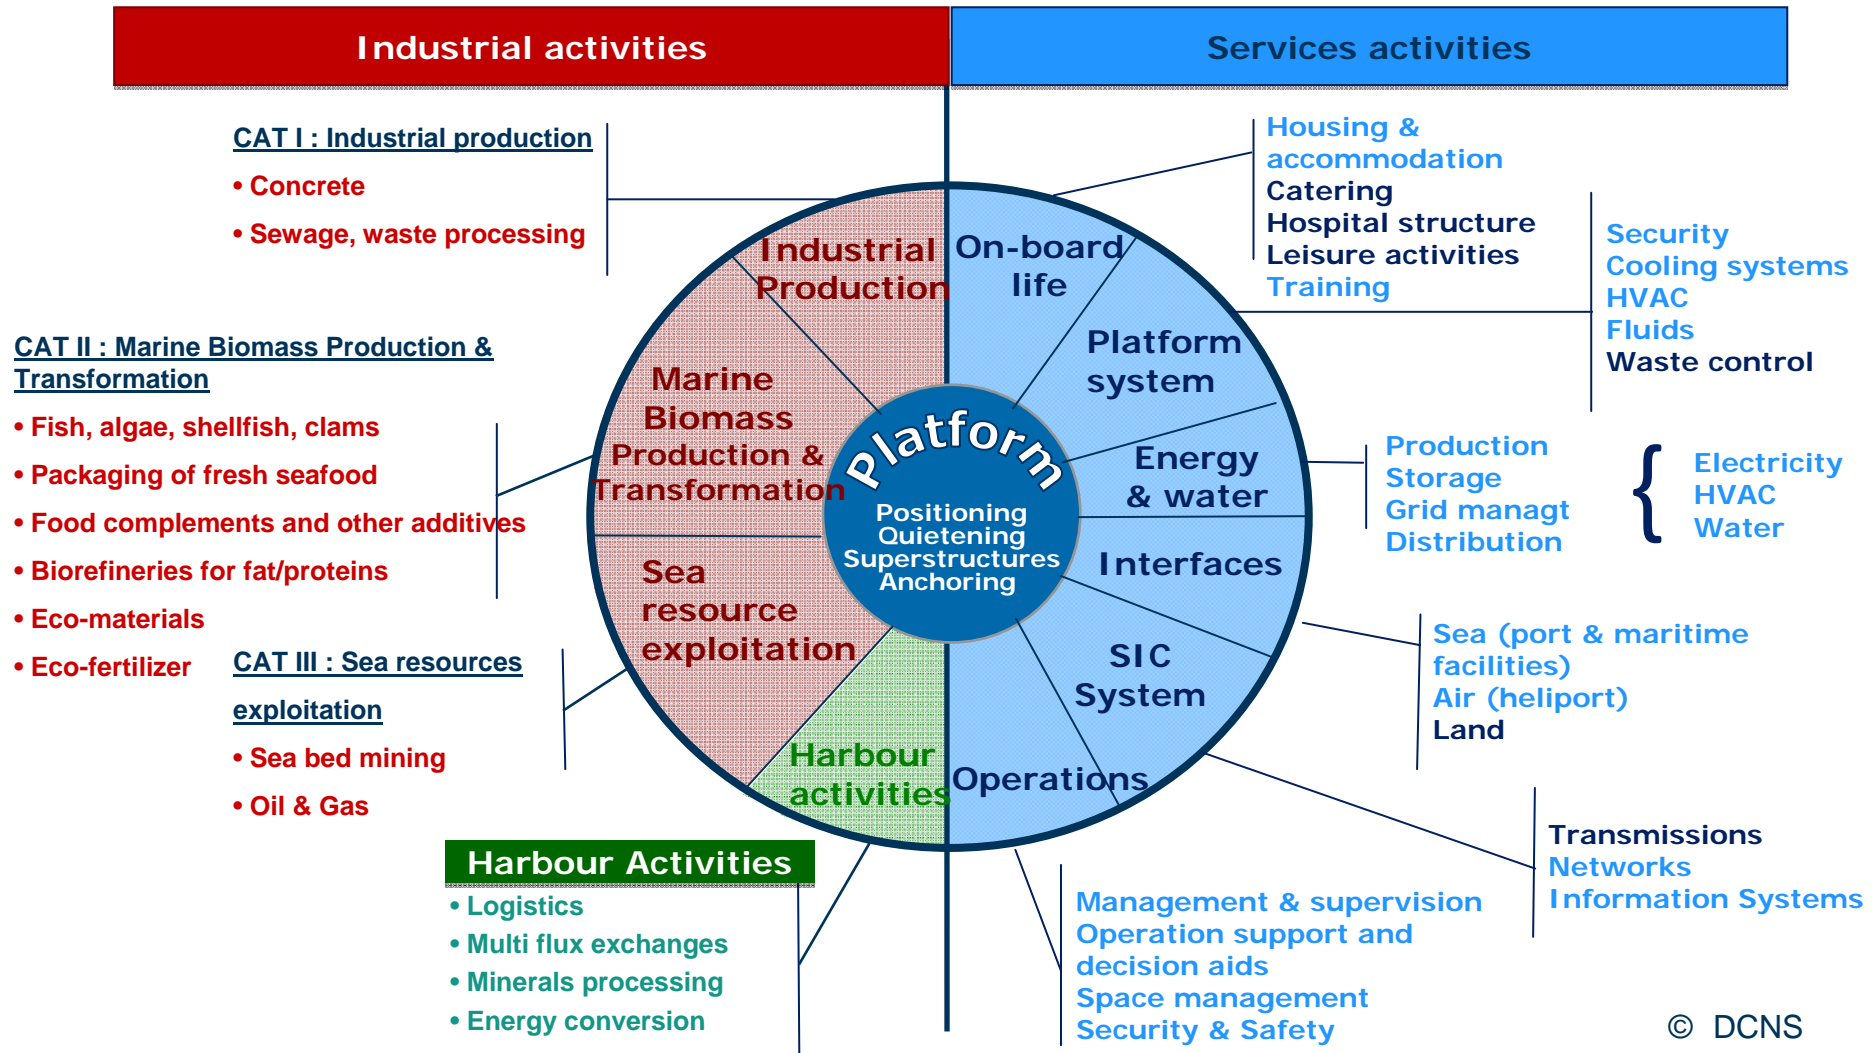 Industrial activities
Services activities
CAT I : Industrial production
• Concrete
• Sewage, waste processing
CAT II : Marine Biomass Production &
Transformation
• Fish, algae, shellfish, clams
• Packaging of fresh seafood
• Food complements and other additives
• Biorefineries for fat/proteins
• Eco-materials
• Eco-fertilizer
CAT III : Sea resources
exploitation
• Sea bed mining
• Oil & Gas
Harbour Activities
• Logistics
• Multi flux exchanges
• Minerals processing
• Energy conversion
Industrial
Production
Marine
Biomass
Production &
Transformation
Sea
resource
exploitation
Harbour
activities
Platform
Positioning
Quietening
Superstructures
Anchoring
On-board
life
Platform
system
Energy
& water
Interfaces
SIC
System
Operations
Housing &
accommodation
Catering
Hospital structure
Leisure activities
Training
Security
Cooling systems
HVAC
Fluids
Waste control
Production
Storage
Grid managt
Distribution
{
Electricity
HVAC
Water
Sea (port & maritime
facilities)
Air (heliport)
Land
Transmissions
Networks
Information Systems
Management & supervision
Operation support and
decision aids
Space management
Security & Safety
© DCNS